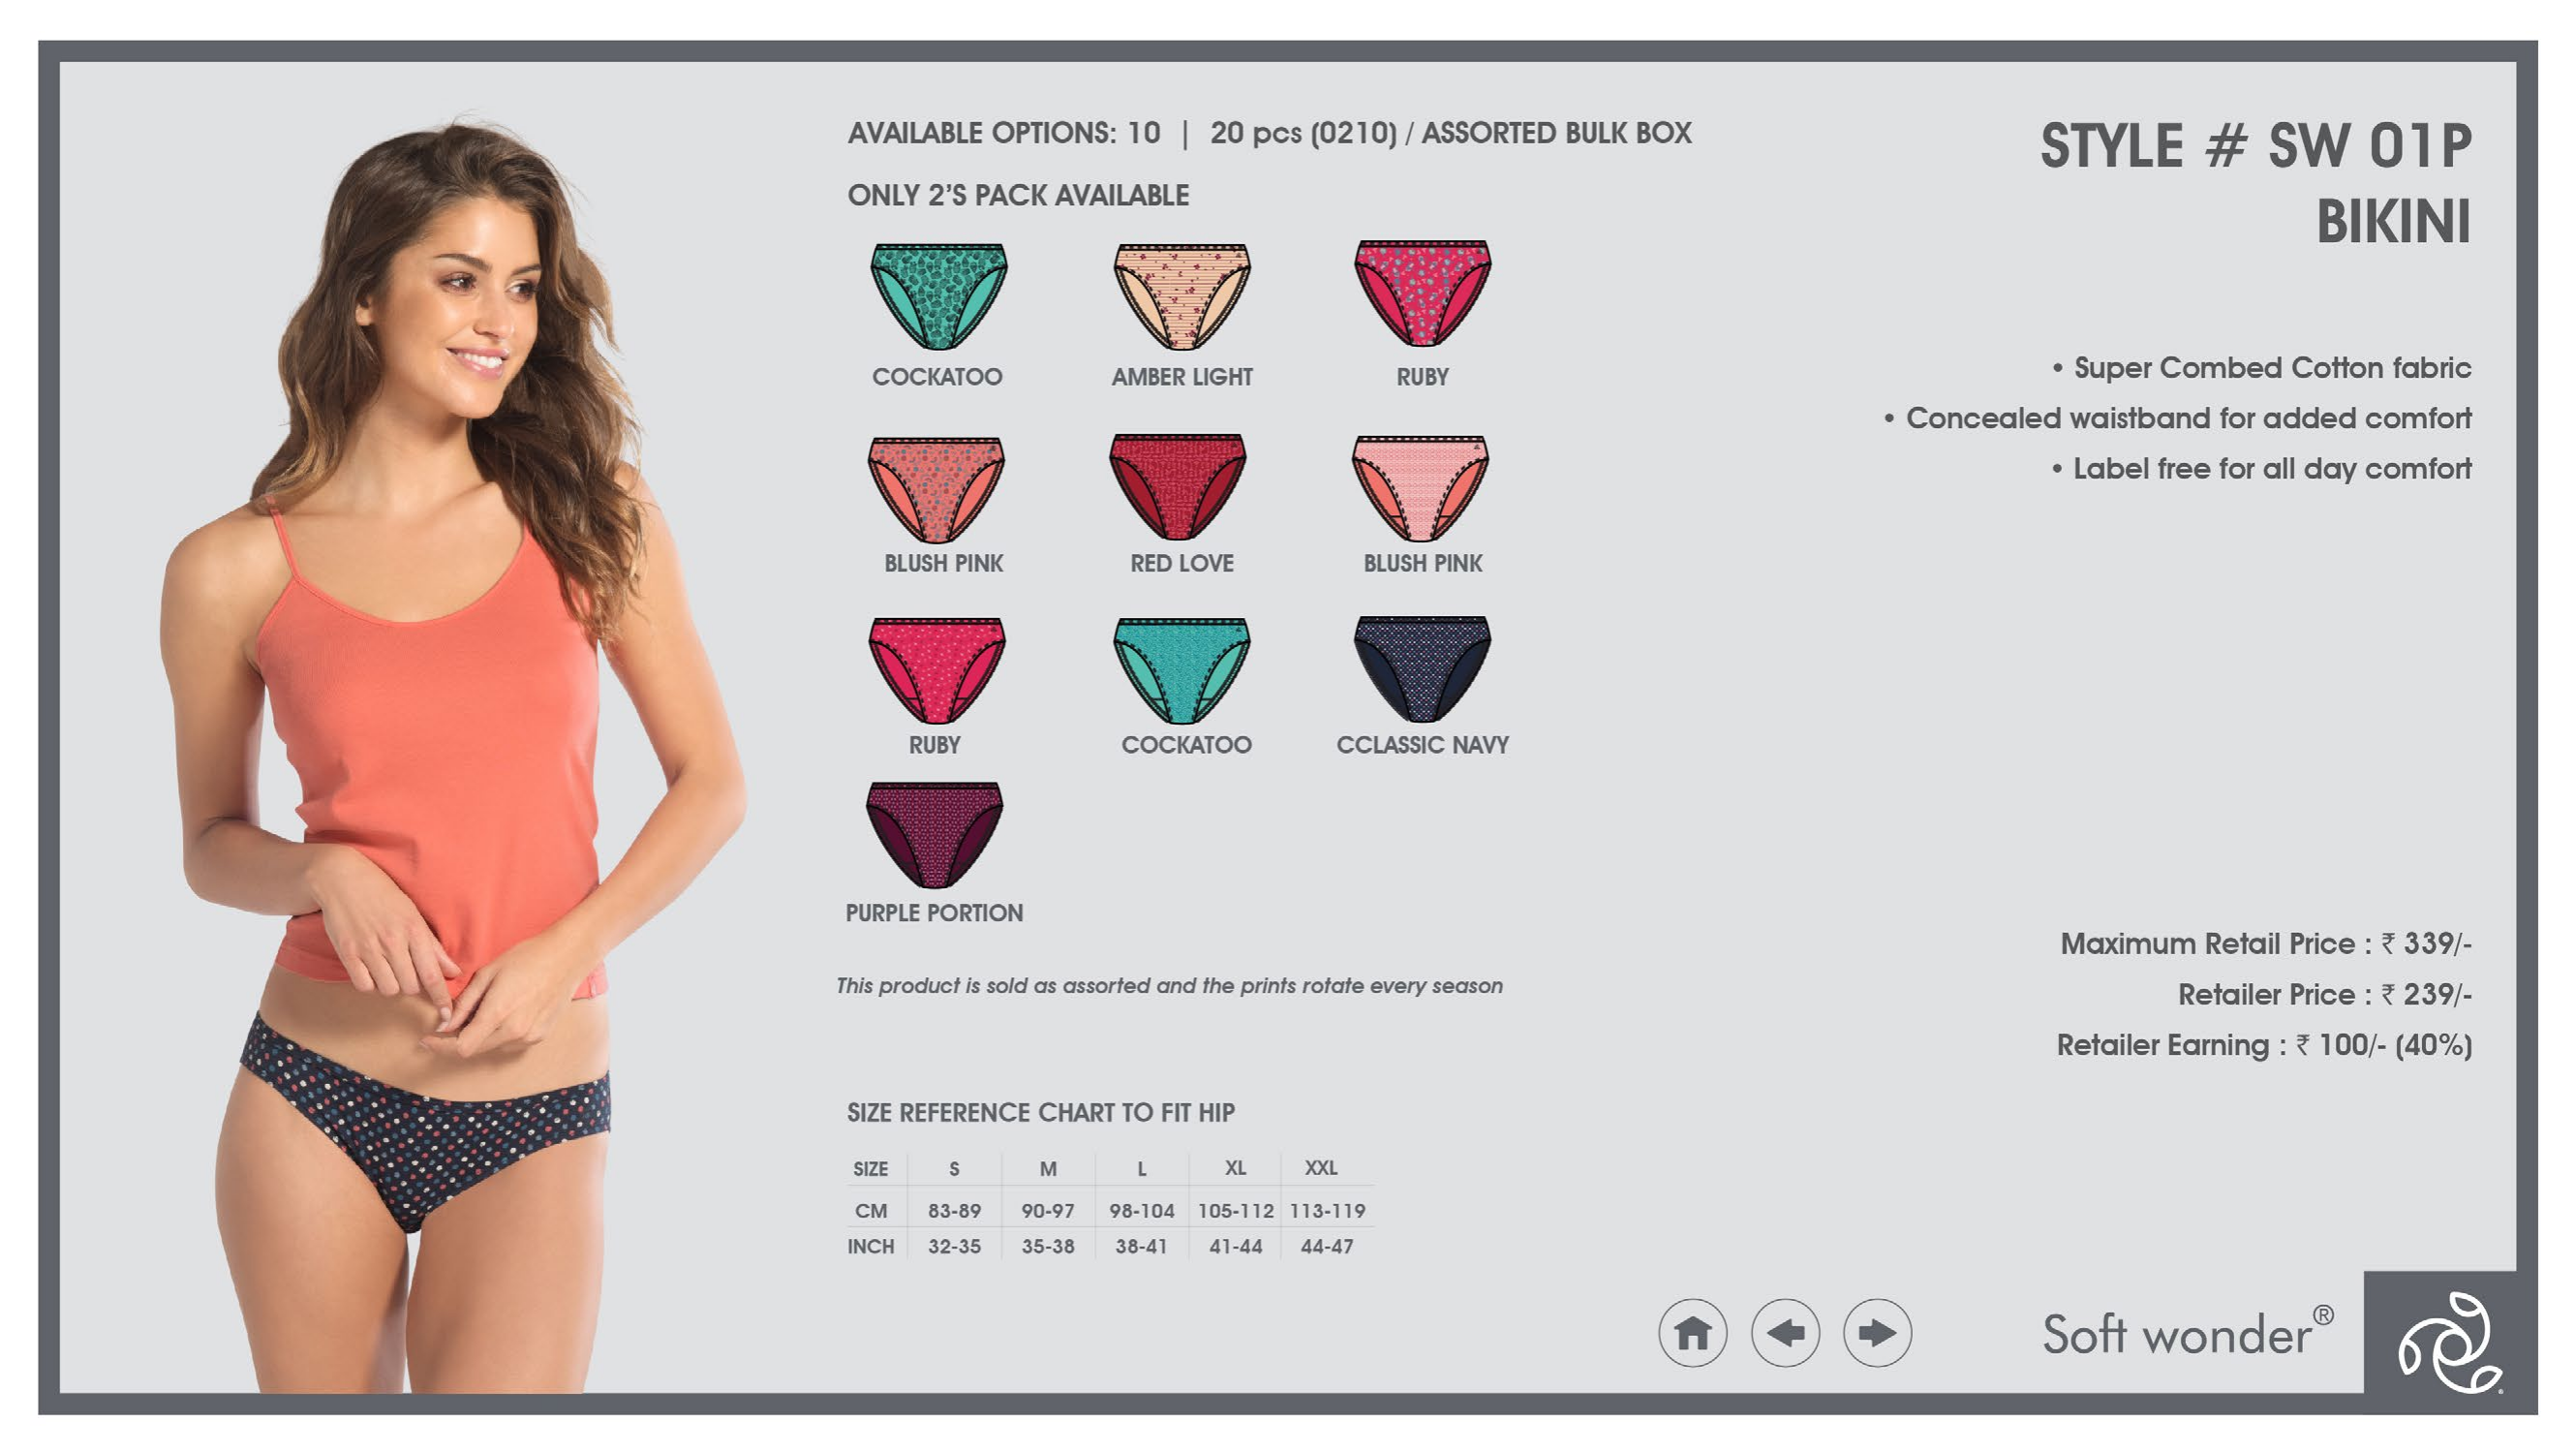 AVAILABLE OPTIONS: 10 | 20 pcs (0210) / ASSORTED BULK BOX
ONLY 2'S PACK AVAILABLE
COCKATOO AMBER LIGHT RUBY
BLUSH PINK RED LOVE BLUSH PINK
RUBY COCKATOO CCLASSIC NAVY
PURPLE PORTION
This product is sold as assorted and the prints rotate every season
SIZE REFERENCE CHART TO FIT HIP
SIZE S M L XL XXL
CM 83-89 90-97 98-104 105-112 113-119
INCH 32-35 35-38 38-41 41-44 44-47
STYLE # SW 01P
BIKINI
• Super Combed Cotton fabric
• Concealed waistband for added comfort
• Label free for all day comfort
Maximum Retail Price : ₹ 339/-
Retailer Price : ₹ 239/-
Retailer Earning : ₹ 100/- (40%)
Soft wonder®